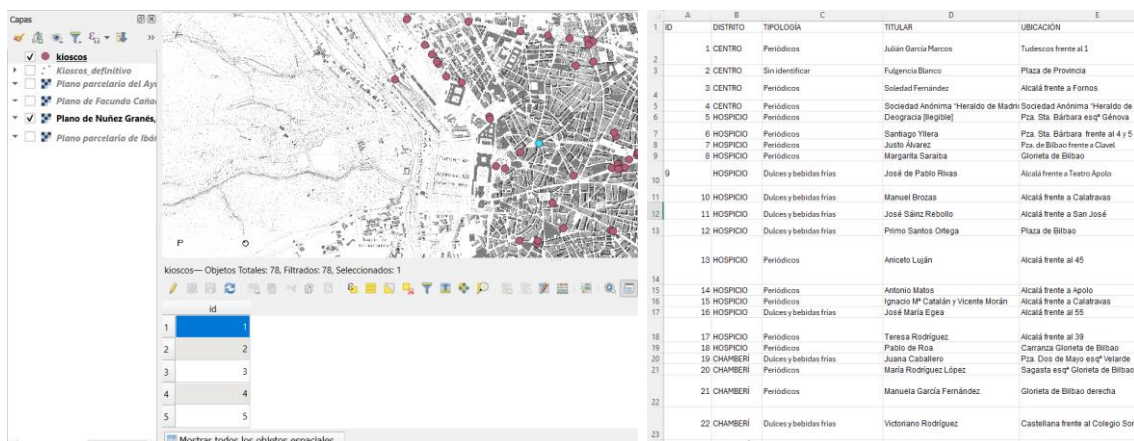 Capas
kioscos
Kioscos_definitivo
Plano parcelario del Ayu
Plano de Facundo Caña
Plano de Nuñez Granés,
Plano parcelario de Ibá
kioscos— Objetos Totales: 78, Filtrados: 78, Seleccionados: 1
id
1 1
2 2
3 3
4 4
5 5
Mostrar todos los objetos espaciales
A B C D E
1 ID DISTRITO TIPOLOGÍA TITULAR UBICACIÓN
2 1 CENTRO Periódicos Julián García Marcos Tudescos frente al 1
3 2 CENTRO Sin identificar Fulgencia Blanco Plaza de Provincia
4 3 CENTRO Periódicos Soledad Fernández Alcalá frente a Fornos
5 4 CENTRO Periódicos Sociedad Anónima "Heraldo de Madri Sociedad Anónima "Heraldo de
6 5 HOSPICIO Periódicos Deogracia [Ilegible] Pza. Sta. Bárbara esqª Génova
7 6 HOSPICIO Periódicos Santiago Yllera Pza. Sta. Bárbara frente al 4 y 5
8 7 HOSPICIO Periódicos Justo Álvarez Pza. de Bilbao frente a Clavel
9 8 HOSPICIO Periódicos Margarita Saraiba Glorieta de Bilbao
10 9 HOSPICIO Dulces y bebidas frías José de Pablo Rivas Alcalá frente a Teatro Apolo
11 10 HOSPICIO Dulces y bebidas frías Manuel Brozas Alcalá frente a Calatravas
12 11 HOSPICIO Dulces y bebidas frías José Sáinz Rebollo Alcalá frente a San José
13 12 HOSPICIO Dulces y bebidas frías Primo Santos Ortega Plaza de Bilbao
14 13 HOSPICIO Periódicos Aniceto Luján Alcalá frente al 45
15 14 HOSPICIO Periódicos Antonio Matos Alcalá frente a Apolo
16 15 HOSPICIO Periódicos Ignacio Mª Catalán y Vicente Morán Alcalá frente a Calatravas
17 16 HOSPICIO Dulces y bebidas frías José María Egea Alcalá frente al 55
18 17 HOSPICIO Periódicos Teresa Rodríguez Alcalá frente al 39
19 18 HOSPICIO Periódicos Pablo de Roa Carranza Glorieta de Bilbao
20 19 CHAMBERÍ Dulces y bebidas frías Juana Caballero Pza. Dos de Mayo esqª Velarde
21 20 CHAMBERÍ Periódicos María Rodríguez López Sagasta esqª Glorieta de Bilbao
22 21 CHAMBERÍ Periódicos Manuela García Fernández Glorieta de Bilbao derecha
23 22 CHAMBERÍ Dulces y bebidas frías Victoriano Rodríguez Castellana frente al Colegio Sor